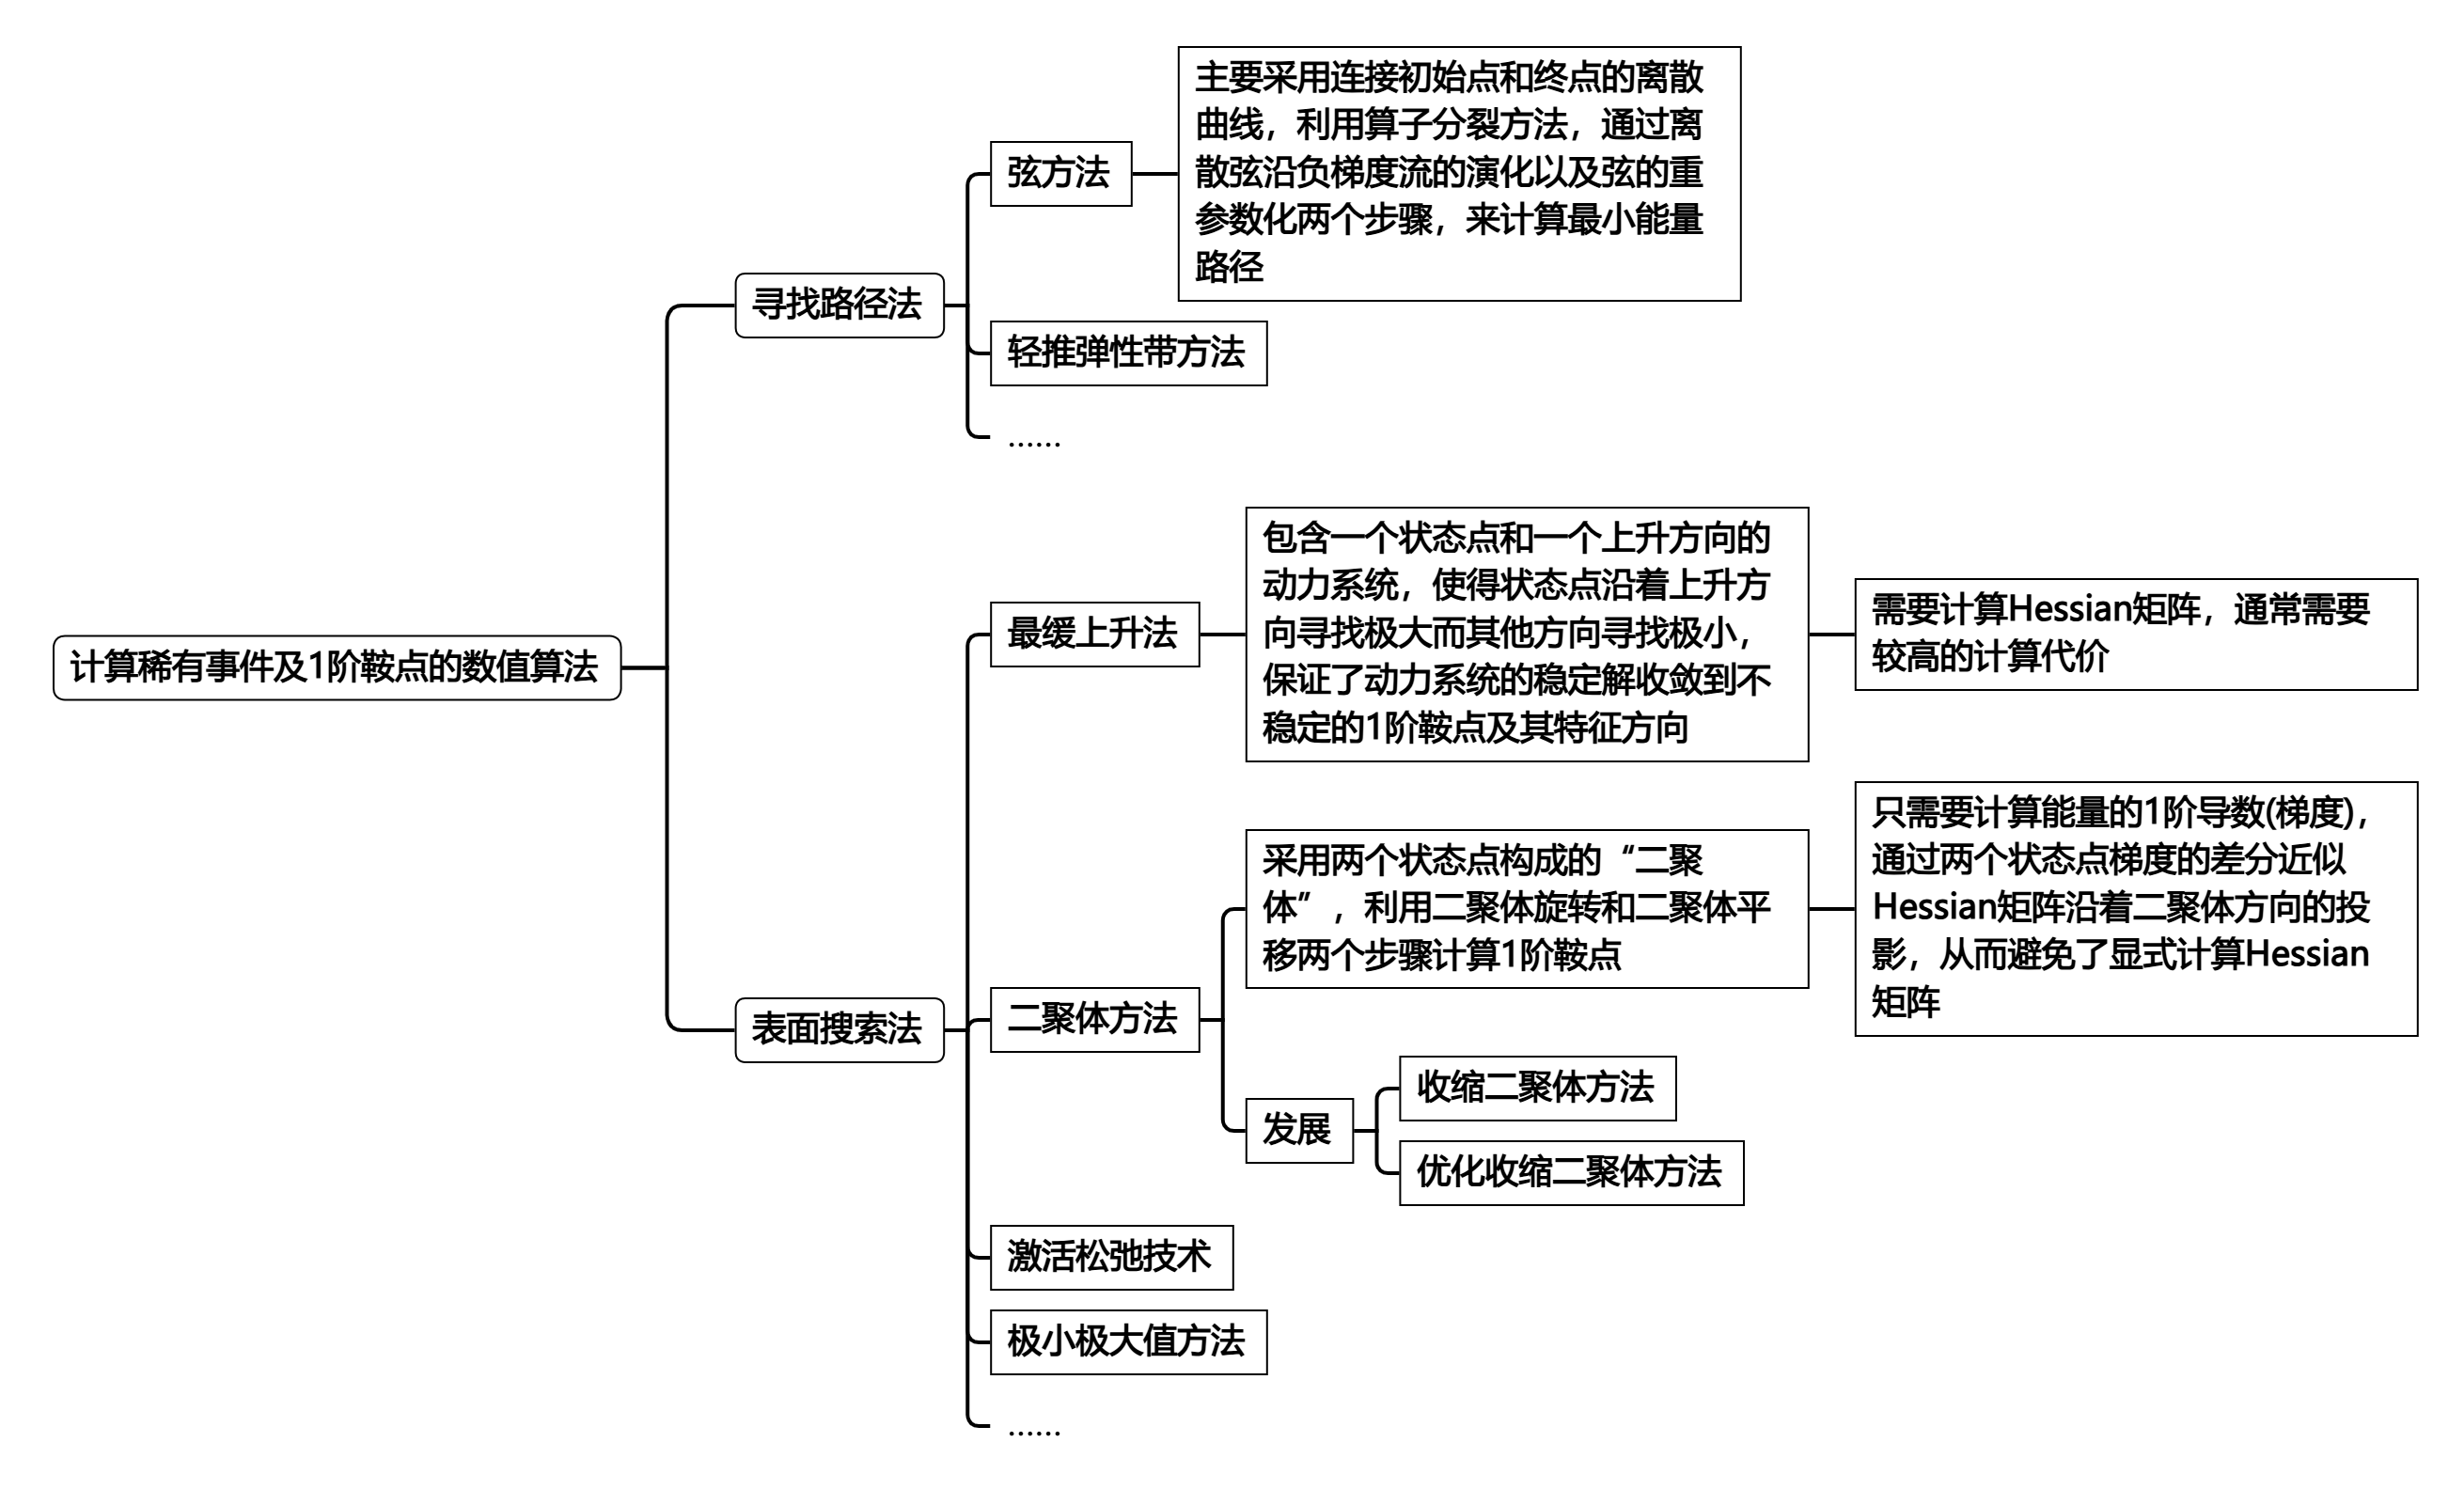 计算稀有事件及1阶鞍点的数值算法
寻找路径法
弦方法
主要采用连接初始点和终点的离散
曲线，利用算子分裂方法，通过离
散弦沿负梯度流的演化以及弦的重
参数化两个步骤，来计算最小能量
路径
轻推弹性带方法
......
表面搜索法
最缓上升法
包含一个状态点和一个上升方向的
动力系统，使得状态点沿着上升方
向寻找极大而其他方向寻找极小，
保证了动力系统的稳定解收敛到不
稳定的1阶鞍点及其特征方向
需要计算Hessian矩阵，通常需要
较高的计算代价
二聚体方法
采用两个状态点构成的“二聚
体”，利用二聚体旋转和二聚体平
移两个步骤计算1阶鞍点
只需要计算能量的1阶导数(梯度)，
通过两个状态点梯度的差分近似
Hessian矩阵沿着二聚体方向的投
影，从而避免了显式计算Hessian
矩阵
发展
收缩二聚体方法
优化收缩二聚体方法
激活松弛技术
极小极大值方法
......